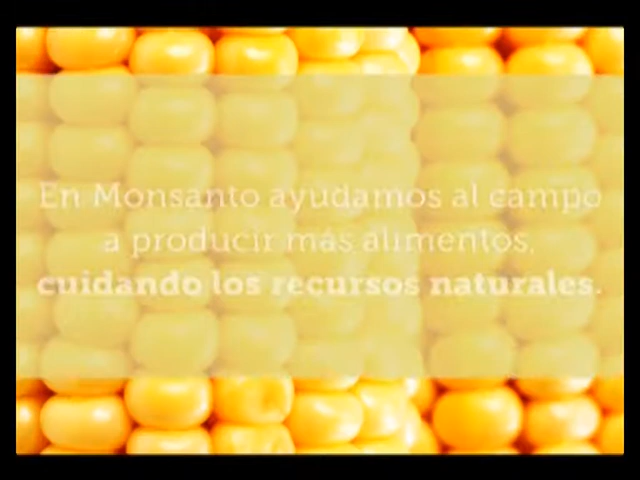 En Monsanto ayudamos al campo
a producir más alimentos,
cuidando los recursos naturales.